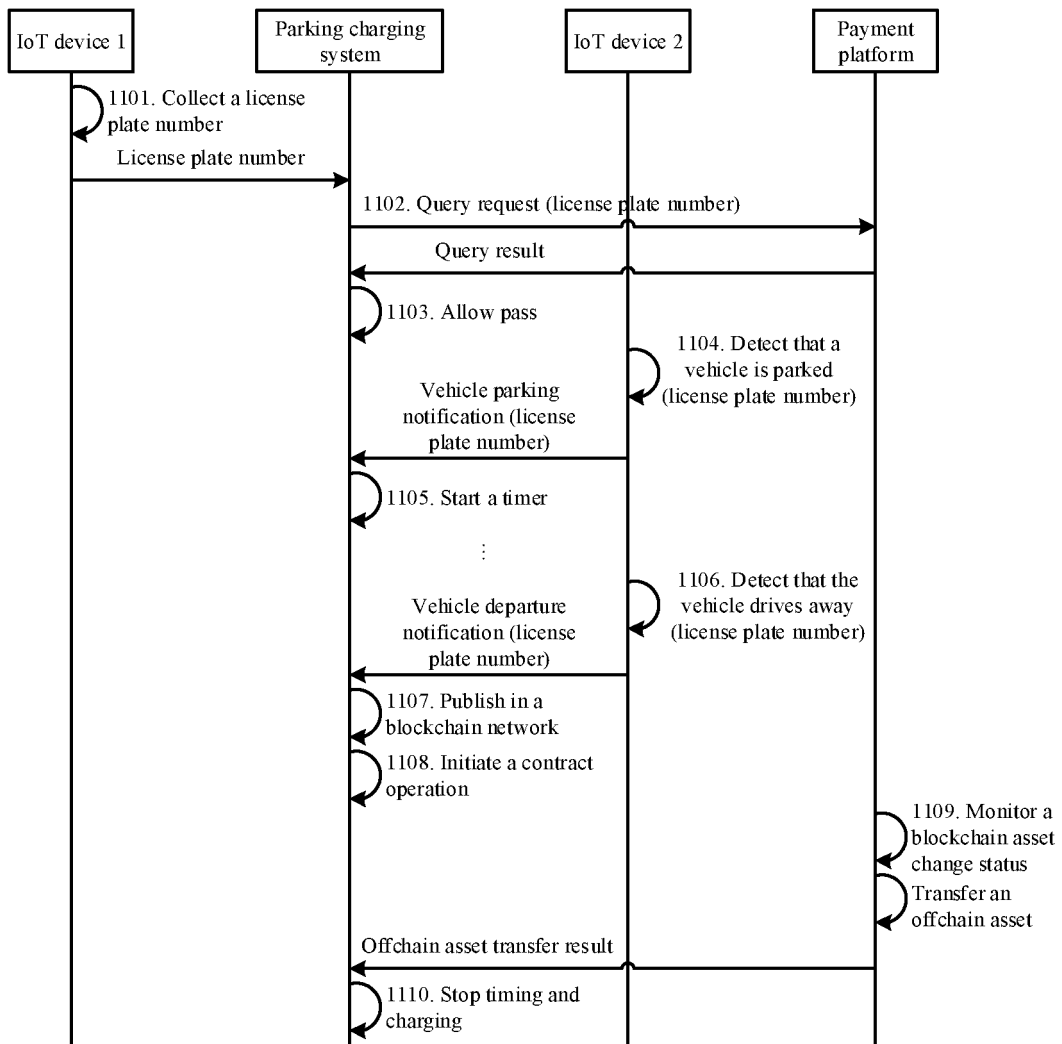 IoT device 1
Parking charging
system
IoT device 2
Payment
platform
1101. Collect a license
plate number
License plate number
1102. Query request (license plate number)
Query result
1103. Allow pass
1104. Detect that a
vehicle is parked
(license plate number)
Vehicle parking
notification (license
plate number)
1105. Start a timer
⋮
1106. Detect that the
vehicle drives away
(license plate number)
Vehicle departure
notification (license
plate number)
1107. Publish in a
blockchain network
1108. Initiate a contract
operation
1109. Monitor a
blockchain asset
change status
Transfer an
offchain asset
Offchain asset transfer result
1110. Stop timing and
charging